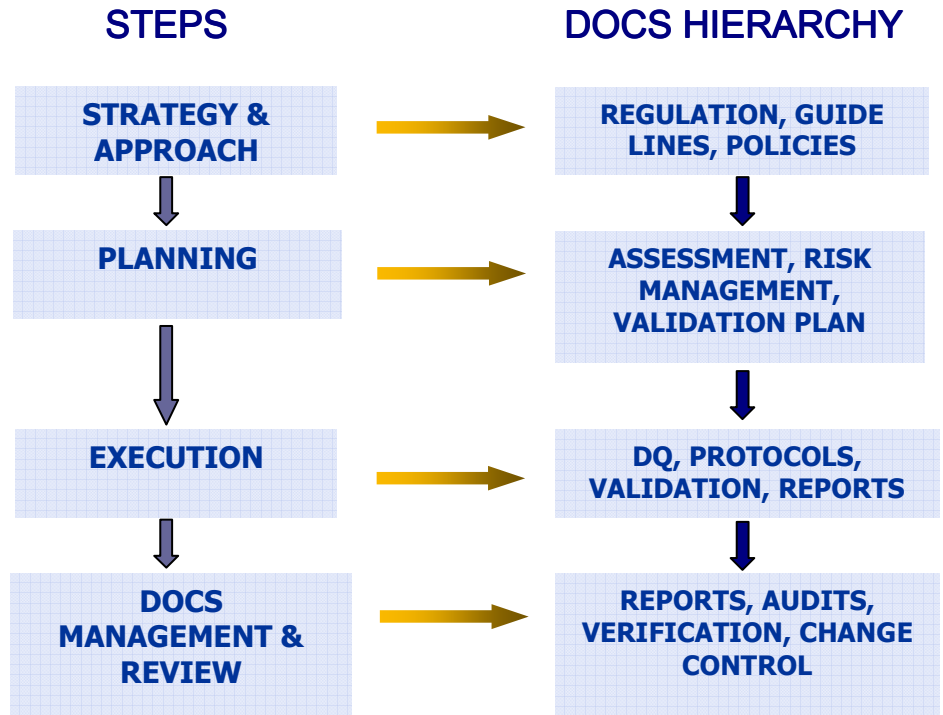 STEPS
DOCS HIERARCHY
STRATEGY &
APPROACH
REGULATION, GUIDE
LINES, POLICIES
PLANNING
ASSESSMENT, RISK
MANAGEMENT,
VALIDATION PLAN
EXECUTION
DQ, PROTOCOLS,
VALIDATION, REPORTS
DOCS
MANAGEMENT &
REVIEW
REPORTS, AUDITS,
VERIFICATION, CHANGE
CONTROL